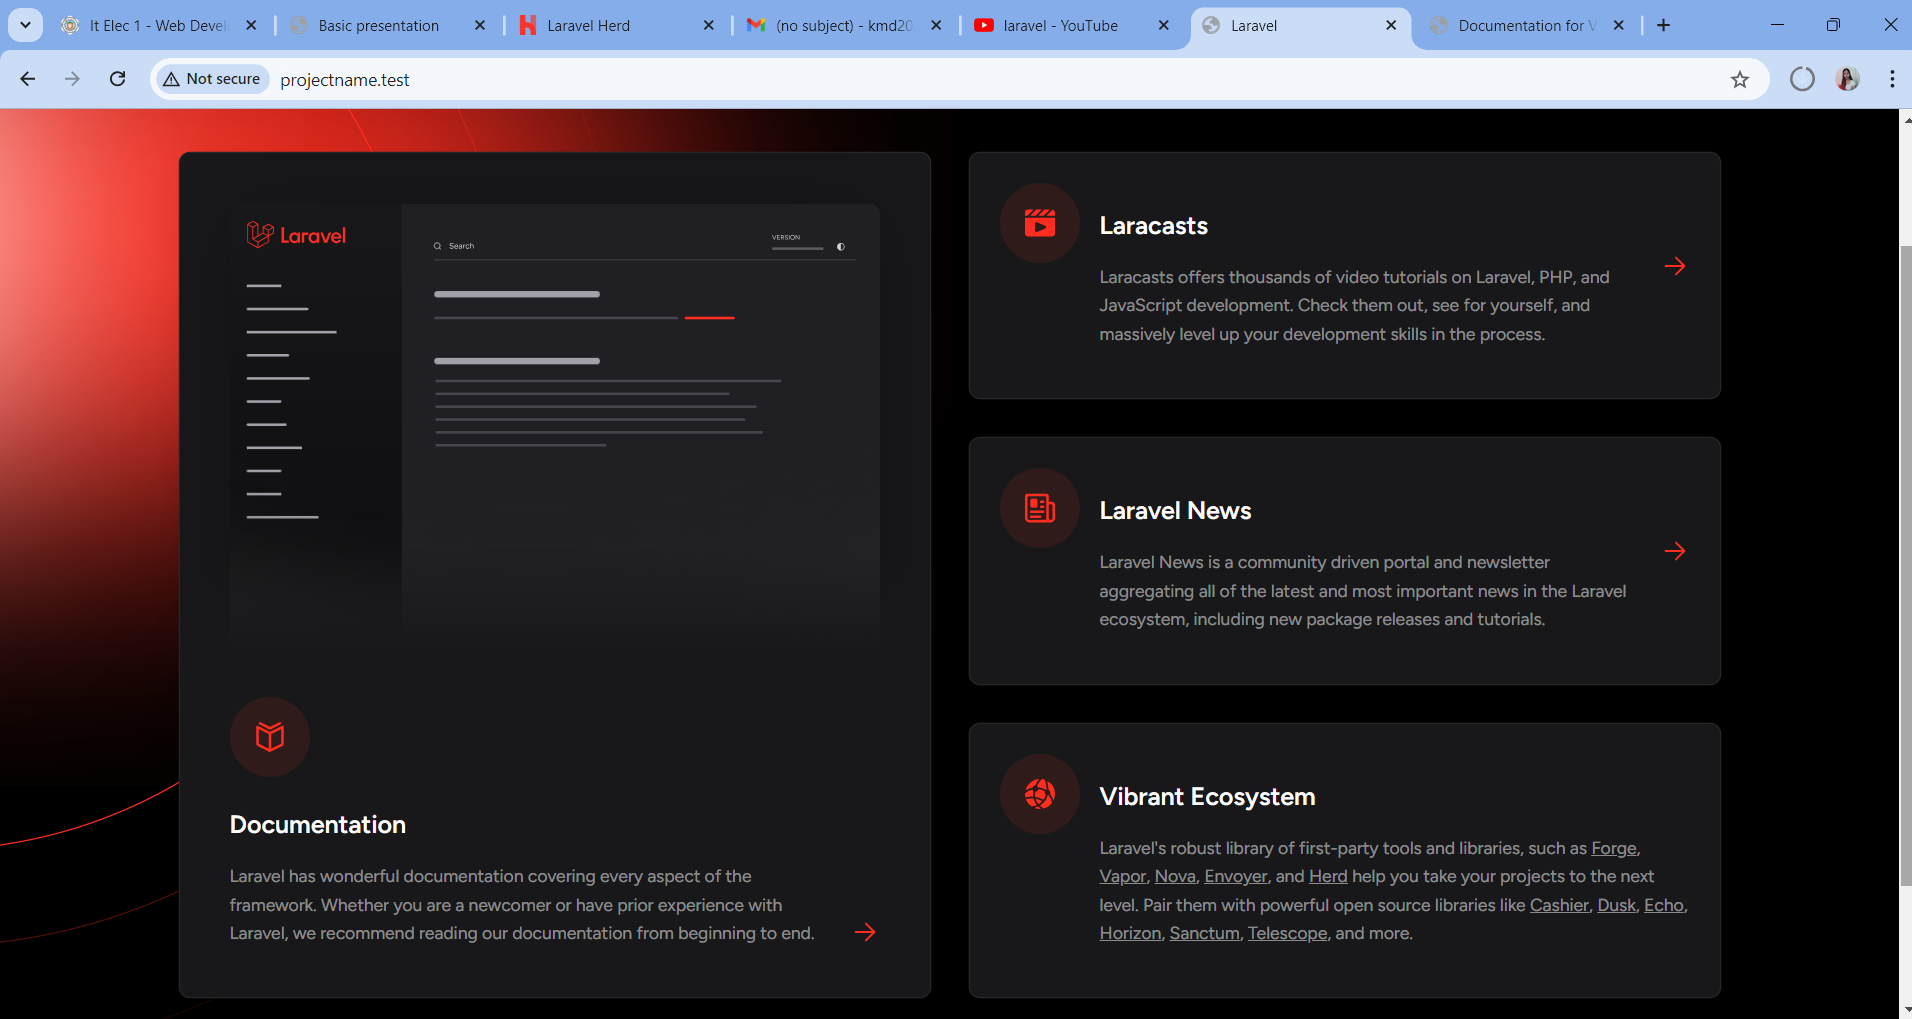 It Elec 1 - Web Devel
Basic presentation
Laravel Herd
(no subject) - kmd20
laravel - YouTube
Laravel
Documentation for V
Not secure
projectname.test
Laravel
Search
VERSION
Documentation
Laravel has wonderful documentation covering every aspect of the
framework. Whether you are a newcomer or have prior experience with
Laravel, we recommend reading our documentation from beginning to end.
Laracasts
Laracasts offers thousands of video tutorials on Laravel, PHP, and
JavaScript development. Check them out, see for yourself, and
massively level up your development skills in the process.
Laravel News
Laravel News is a community driven portal and newsletter
aggregating all of the latest and most important news in the Laravel
ecosystem, including new package releases and tutorials.
Vibrant Ecosystem
Laravel's robust library of first-party tools and libraries, such as Forge,
Vapor, Nova, Envoyer, and Herd help you take your projects to the next
level. Pair them with powerful open source libraries like Cashier, Dusk, Echo,
Horizon, Sanctum, Telescope, and more.